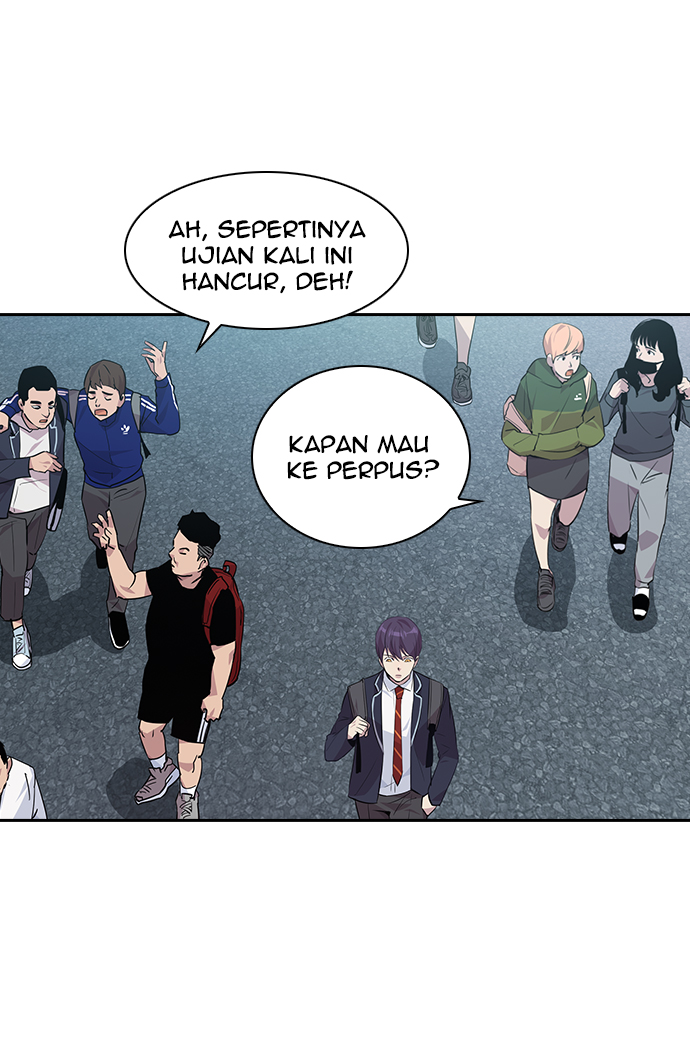 AH, SEPERTINYA
UJIAN KALI INI
HANCUR, DEH!
KAPAN MAU
KE PERPUS?